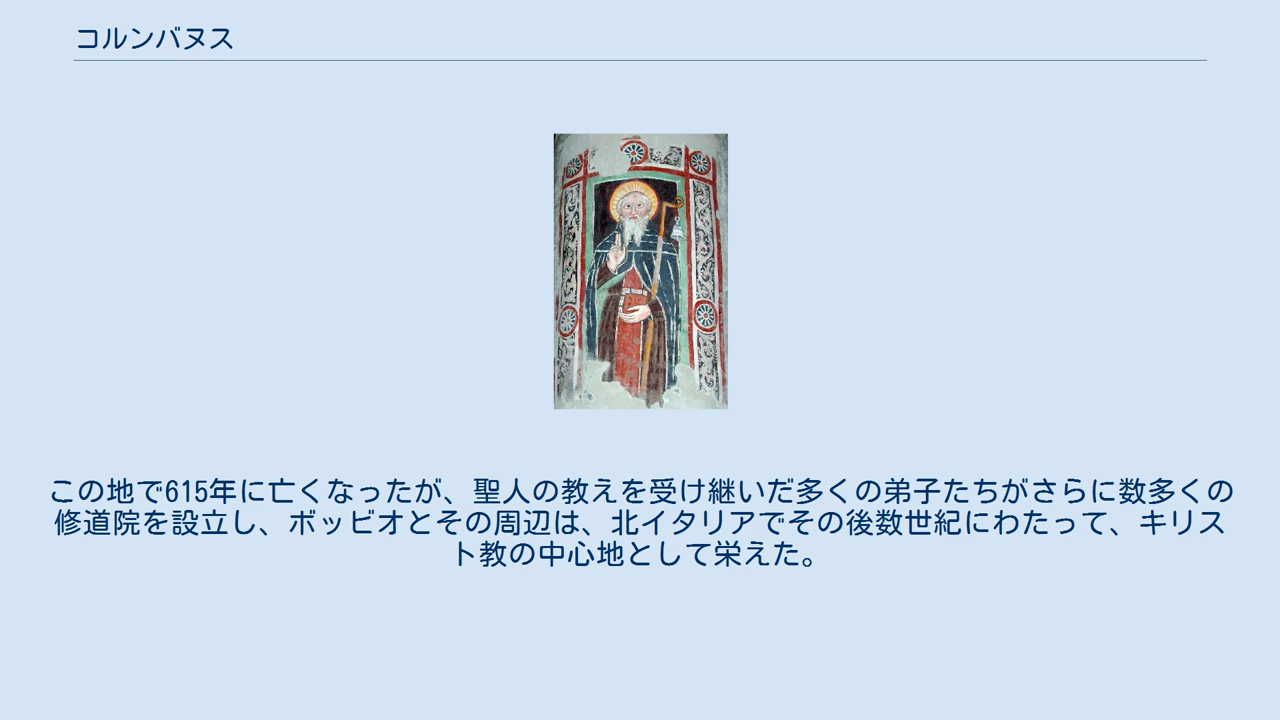 コルンバヌス
この地で615年に亡くなったが、聖人の教えを受け継いだ多くの弟子たちがさらに数多くの
修道院を設立し、ボッビオとその周辺は、北イタリアでその後数世紀にわたって、キリス
ト教の中心地として栄えた。